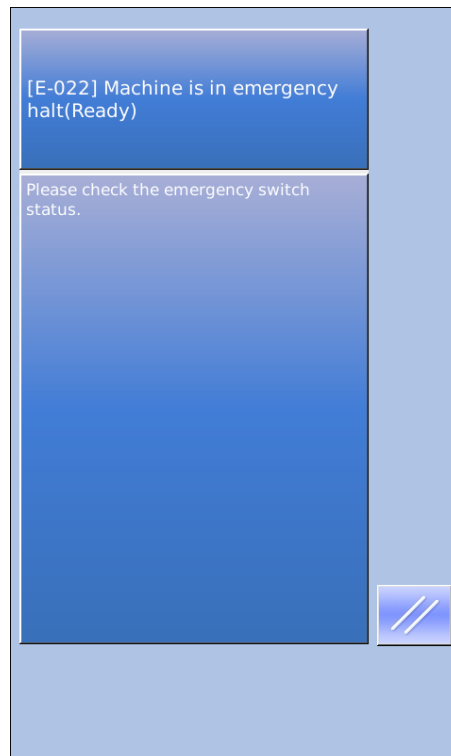 [E-022] Machine is in emergency
halt(Ready)
Please check the emergency switch
status.